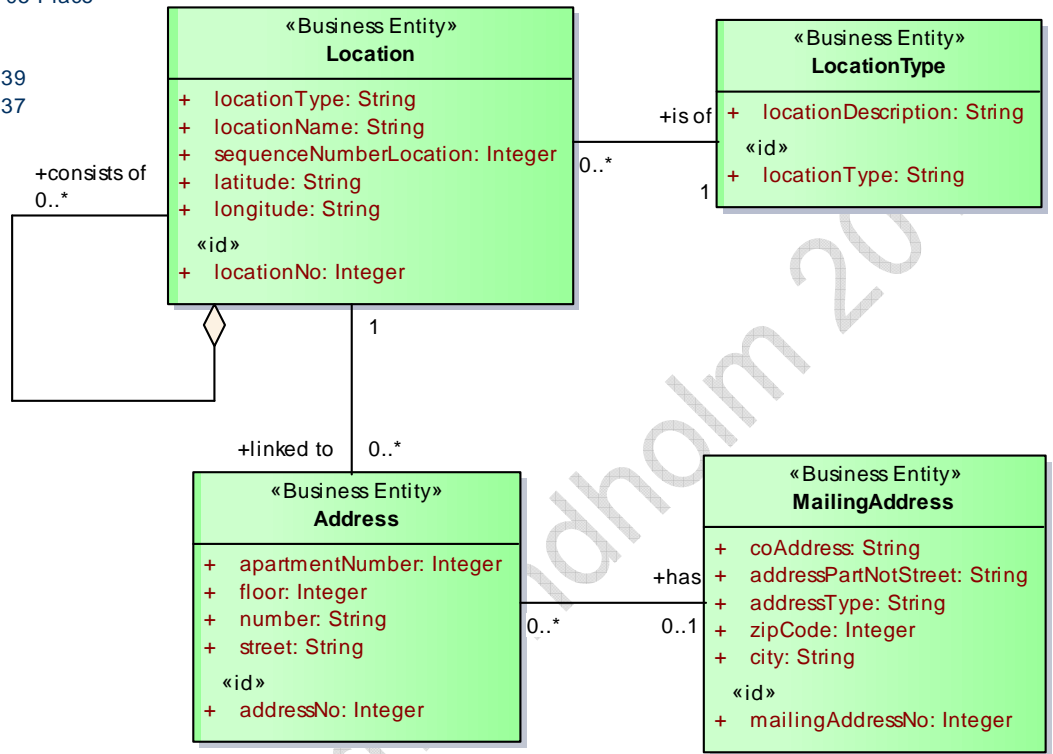 39
37
«Business Entity»
Location
+ locationType: String
+ locationName: String
+ sequenceNumberLocation: Integer
+ latitude: String
+ longitude: String
«id»
+ locationNo: Integer
«Business Entity»
LocationType
+ locationDescription: String
«id»
+ locationType: String
+is of
0..*
1
+consists of
0..*
1
+linked to
0..*
«Business Entity»
Address
+ apartmentNumber: Integer
+ floor: Integer
+ number: String
+ street: String
«id»
+ addressNo: Integer
+has
0..*
0..1
«Business Entity»
MailingAddress
+ coAddress: String
+ addressPartNotStreet: String
+ addressType: String
+ zipCode: Integer
+ city: String
«id»
+ mailingAddressNo: Integer